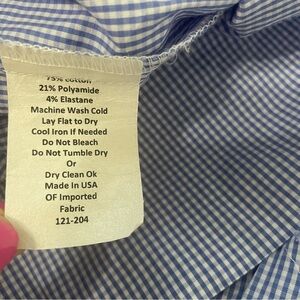 75% Cotton
21% Polyamide
4% Elastane
Machine Wash Cold
Lay Flat to Dry
Cool Iron If Needed
Do Not Bleach
Do Not Tumble Dry
Or
Dry Clean Ok
Made In USA
OF Imported
Fabric
121-204